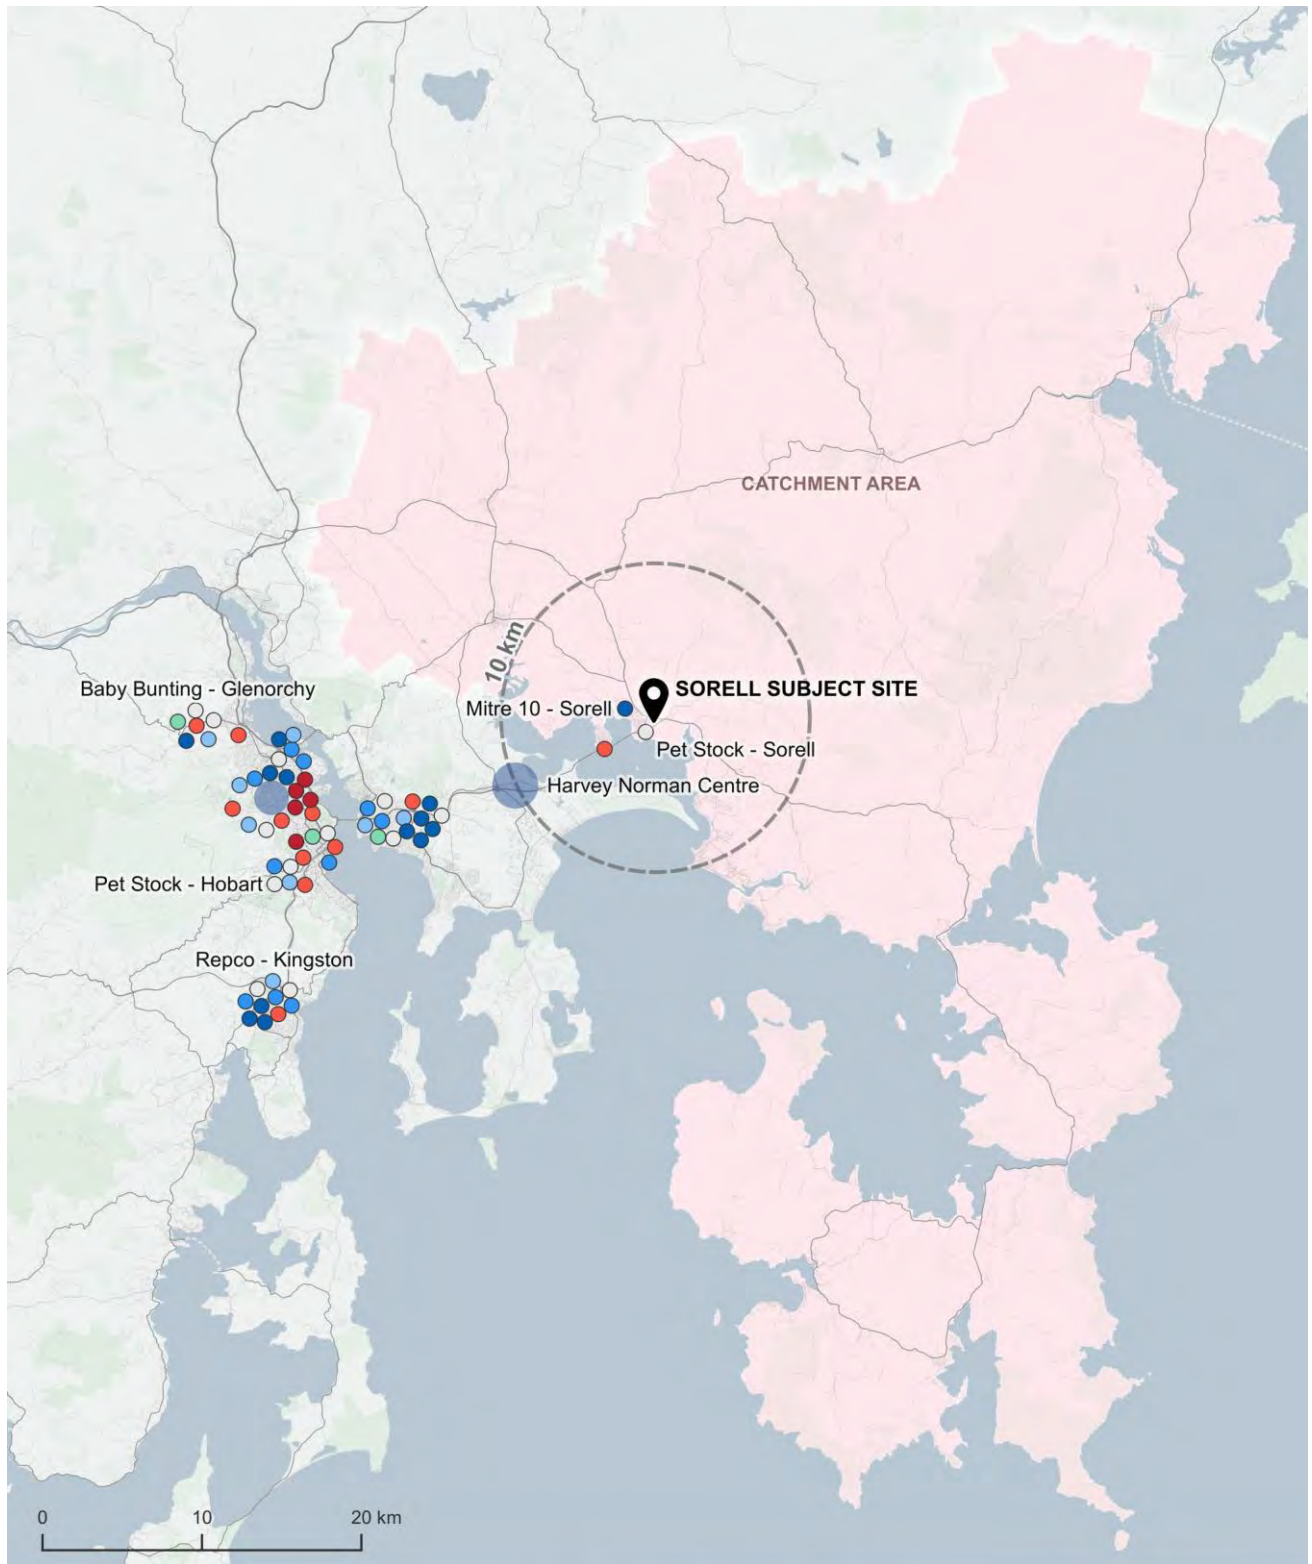 CATCHMENT AREA
10 km
Baby Bunting - Glenorchy
SORELL SUBJECT SITE
Mitre 10 - Sorell
Pet Stock - Sorell
Harvey Norman Centre
Pet Stock - Hobart
Repco - Kingston
0 10 20 km